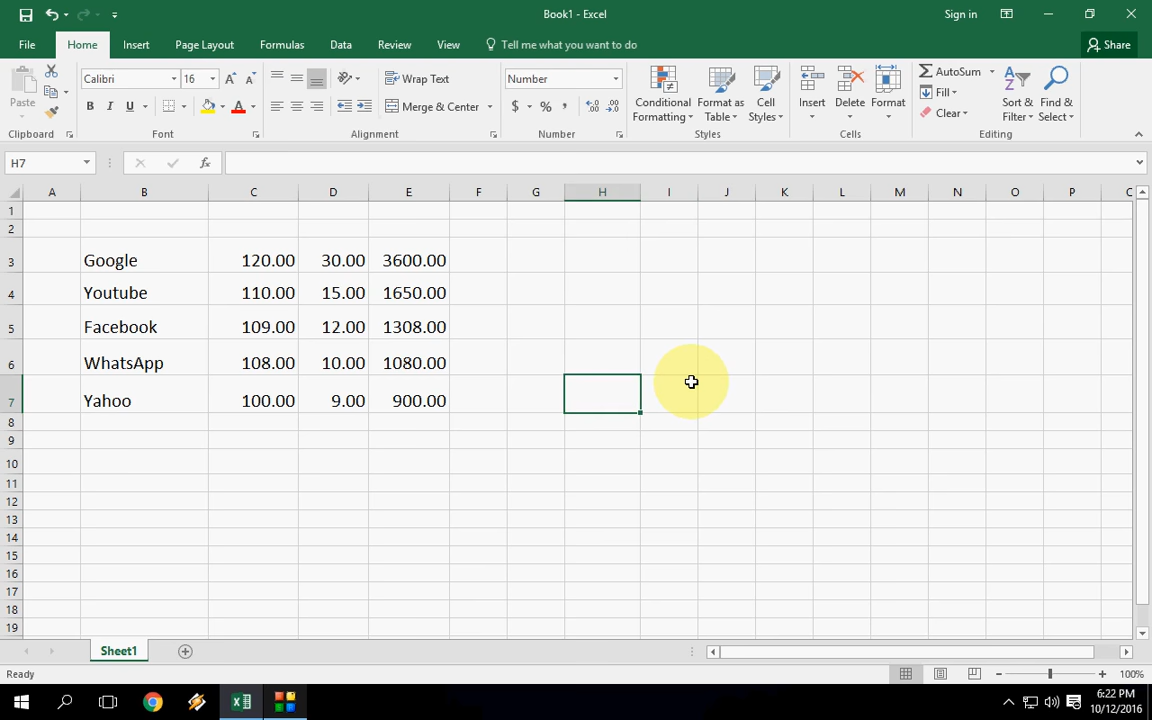 Book1 - Excel
Sign in
File Home Insert Page Layout Formulas Data Review View Tell me what you want to do Share
Paste
Calibri 16
B I U
Wrap Text
Merge & Center
Number
$ % ,
Conditional Formatting
Format as Table
Cell Styles
Insert
Delete
Format
AutoSum
Fill
Clear
Sort & Filter
Find & Select
Clipboard Font Alignment Number Styles Cells Editing
H7 fx
A B C D E F G H I J K L M N O P
1
2
3 Google 120.00 30.00 3600.00
4 Youtube 110.00 15.00 1650.00
5 Facebook 109.00 12.00 1308.00
6 WhatsApp 108.00 10.00 1080.00
7 Yahoo 100.00 9.00 900.00
8
9
10
11
12
13
14
15
16
17
18
19
Sheet1
Ready 100%
6:22 PM
10/12/2016